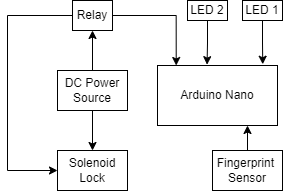 Relay
LED 2
LED 1
DC Power
Source
Arduino Nano
Solenoid
Lock
Fingerprint
Sensor